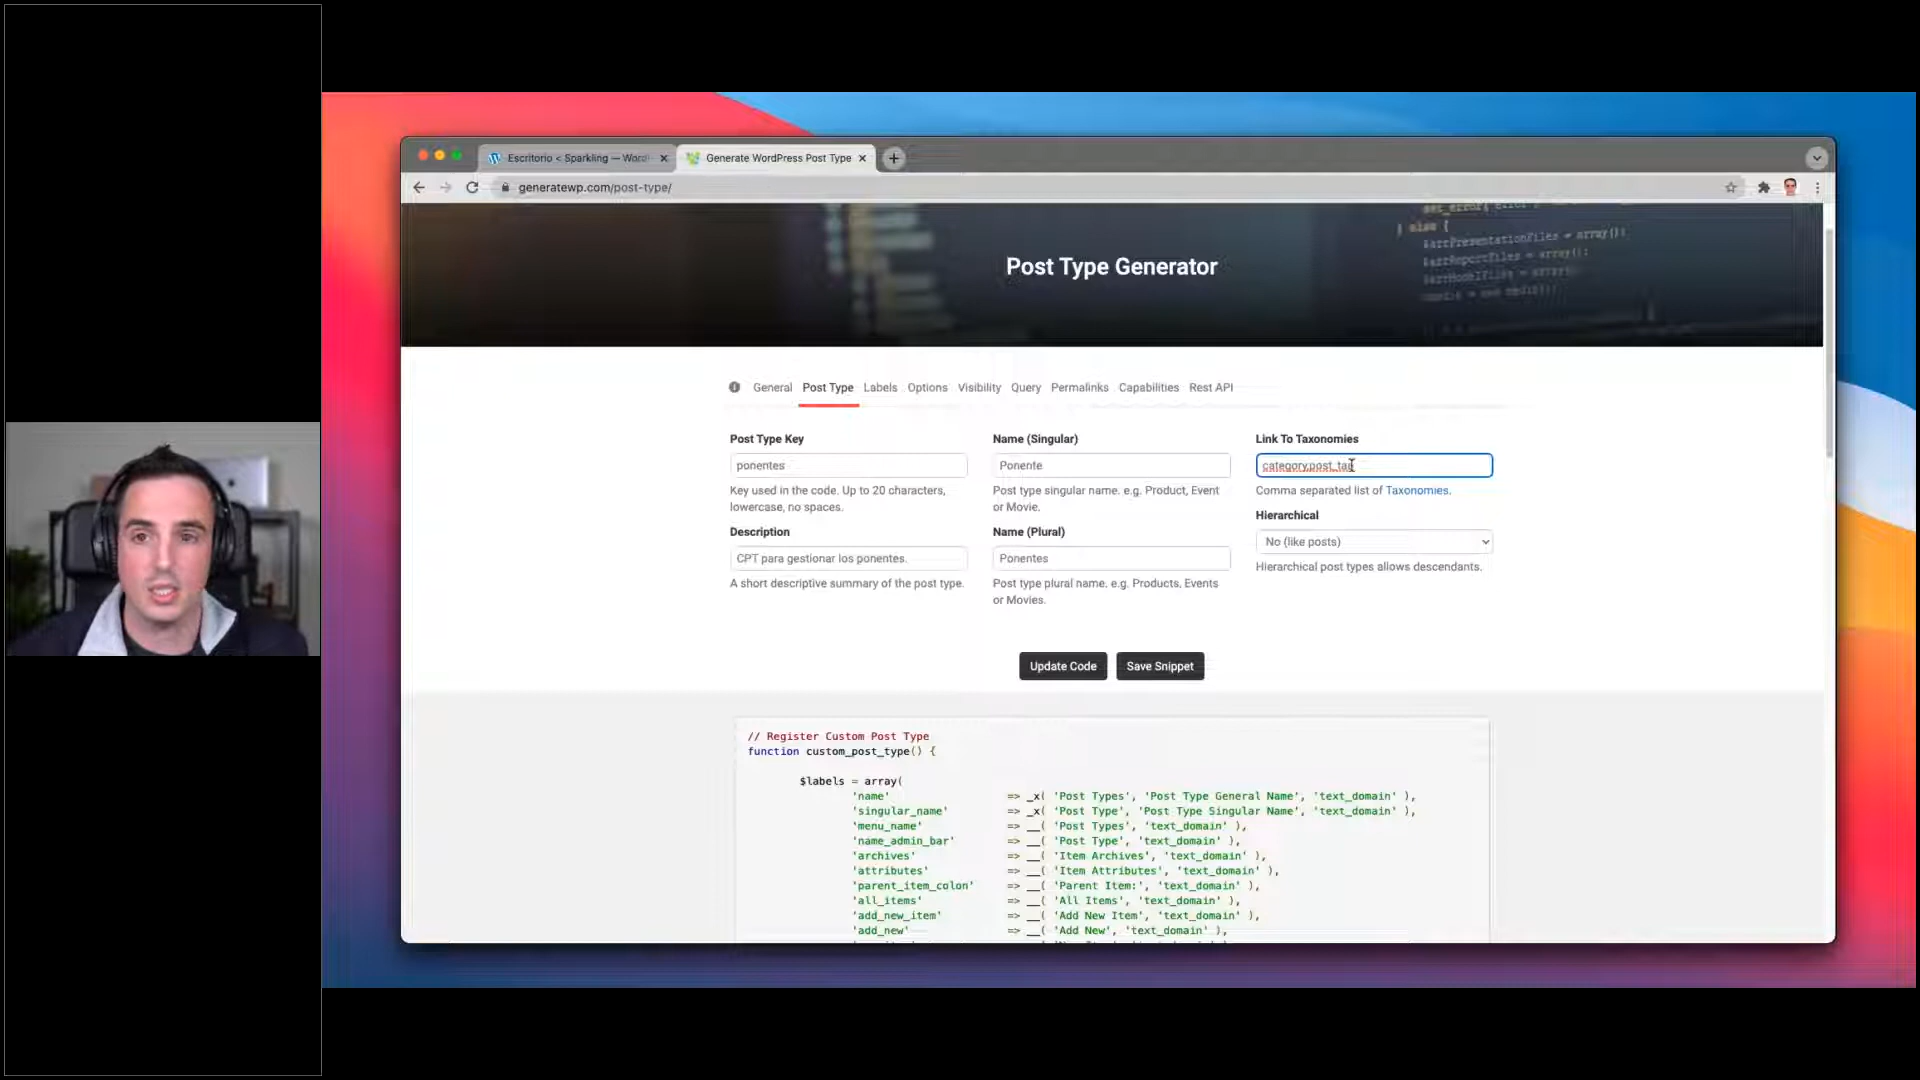 Escritorio < Sparkling — Word
Generate WordPress Post Type
generatewp.com/post-type/
} else {
$arrPresentationFiles = array();
$arrReportFiles = array();
Post Type Generator
General Post Type Labels Options Visibility Query Permalinks Capabilities Rest API
Post Type Key
ponentes
Key used in the code. Up to 20 characters,
lowercase, no spaces.
Description
CPT para gestionar los ponentes.
A short descriptive summary of the post type.
Name (Singular)
Ponente
Post type singular name. e.g. Product, Event
or Movie.
Name (Plural)
Ponentes
Post type plural name. e.g. Products, Events
or Movies.
Link To Taxonomies
category,post_tag
Comma separated list of Taxonomies.
Hierarchical
No (like posts)
Hierarchical post types allows descendants.
Update Code Save Snippet
// Register Custom Post Type
function custom_post_type() {
$labels = array(
'name' => _x( 'Post Types', 'Post Type General Name', 'text_domain' ),
'singular_name' => _x( 'Post Type', 'Post Type Singular Name', 'text_domain' ),
'menu_name' => __( 'Post Types', 'text_domain' ),
'name_admin_bar' => __( 'Post Type', 'text_domain' ),
'archives' => __( 'Item Archives', 'text_domain' ),
'attributes' => __( 'Item Attributes', 'text_domain' ),
'parent_item_colon' => __( 'Parent Item:', 'text_domain' ),
'all_items' => __( 'All Items', 'text_domain' ),
'add_new_item' => __( 'Add New Item', 'text_domain' ),
'add_new' => __( 'Add New', 'text_domain' ),